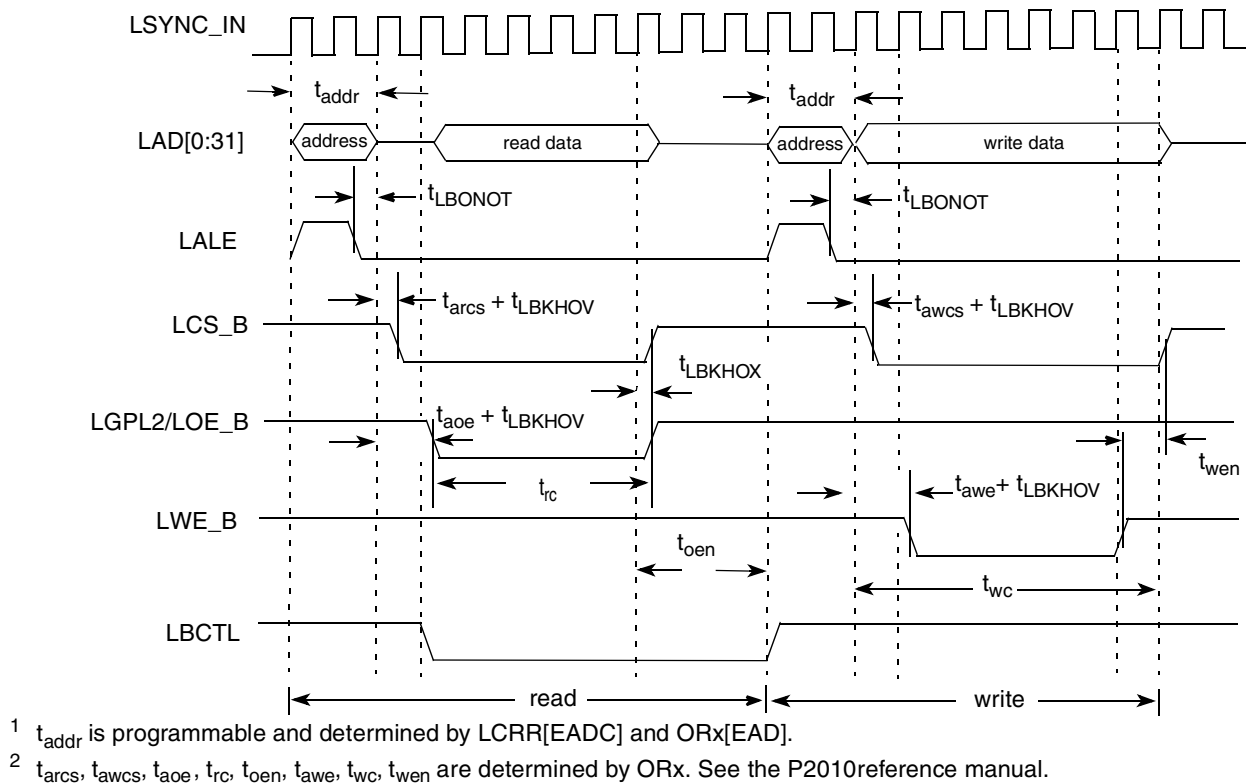 LSYNC_IN
t_addr t_addr
LAD[0:31] address read data address write data
t_LBONOT t_LBONOT
LALE
t_arcs + t_LBKHOV t_awcs + t_LBKHOV
LCS_B
t_LBKHOX
LGPL2/LOE_B t_aoe + t_LBKHOV
t_wen
t_rc t_awe+ t_LBKHOV
LWE_B
t_oen
t_wc
LBCTL
read write
1 t_addr is programmable and determined by LCRR[EADC] and ORx[EAD].
2 t_arcs, t_awcs, t_aoe, t_rc, t_oen, t_awe, t_wc, t_wen are determined by ORx. See the P2010reference manual.